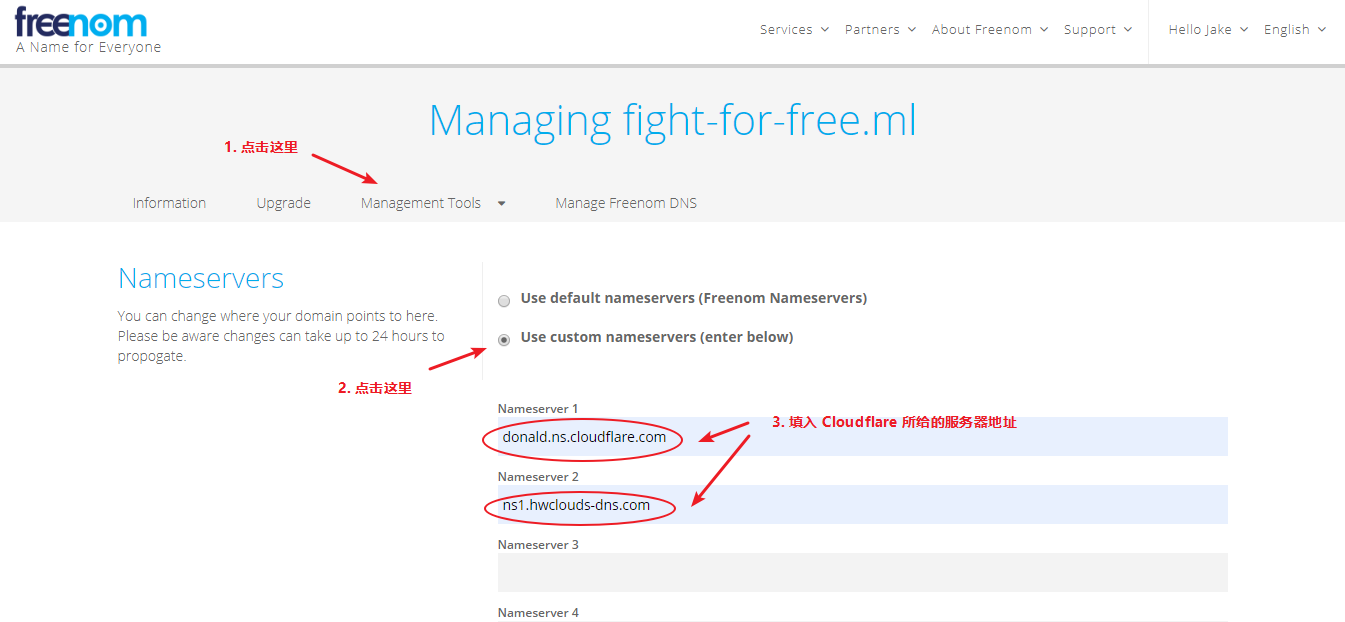 freenom
A Name for Everyone
Services Partners About Freenom Support Hello Jake English
Managing fight-for-free.ml
1. 点击这里
Information Upgrade Management Tools Manage Freenom DNS
Nameservers
You can change where your domain points to here.
Please be aware changes can take up to 24 hours to
propogate.
Use default nameservers (Freenom Nameservers)
Use custom nameservers (enter below)
2. 点击这里
Nameserver 1
donald.ns.cloudflare.com
3. 填入 Cloudflare 所给的服务器地址
Nameserver 2
ns1.hwclouds-dns.com
Nameserver 3
Nameserver 4